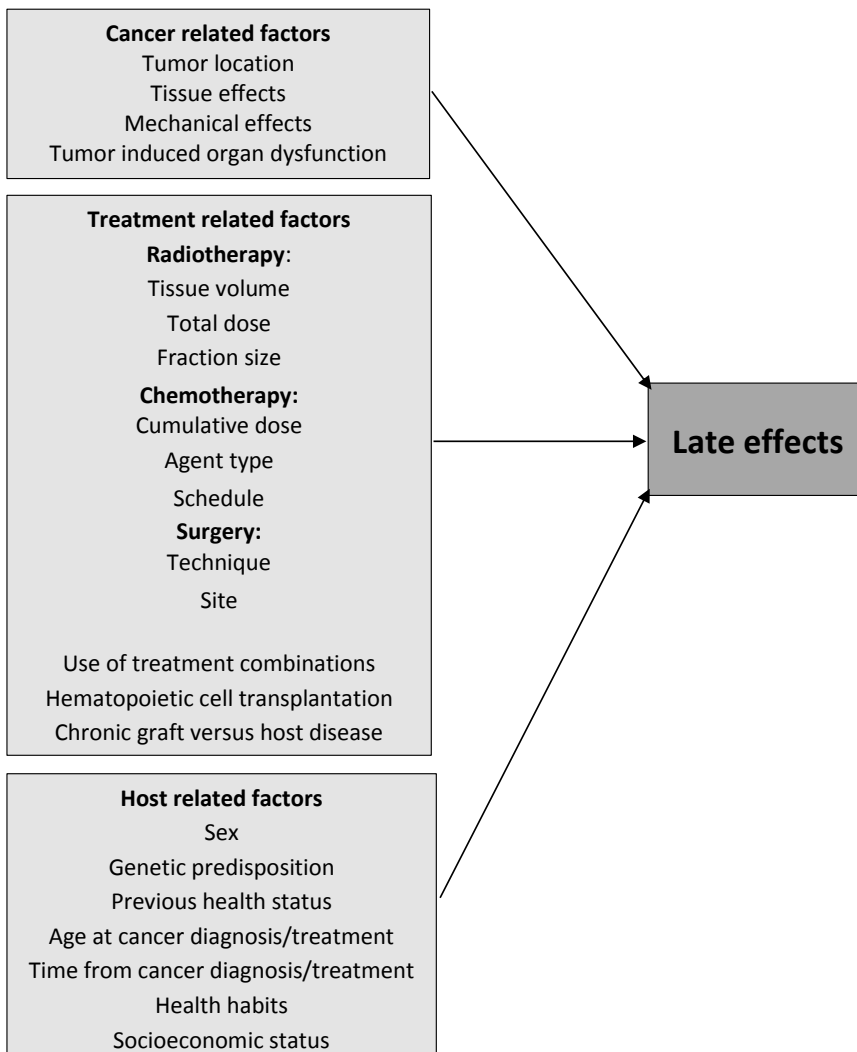 Cancer related factors
Tumor location
Tissue effects
Mechanical effects
Tumor induced organ dysfunction
Treatment related factors
Radiotherapy:
Tissue volume
Total dose
Fraction size
Chemotherapy:
Cumulative dose
Agent type
Schedule
Surgery:
Technique
Site
Use of treatment combinations
Hematopoietic cell transplantation
Chronic graft versus host disease
Host related factors
Sex
Genetic predisposition
Previous health status
Age at cancer diagnosis/treatment
Time from cancer diagnosis/treatment
Health habits
Socioeconomic status
Late effects